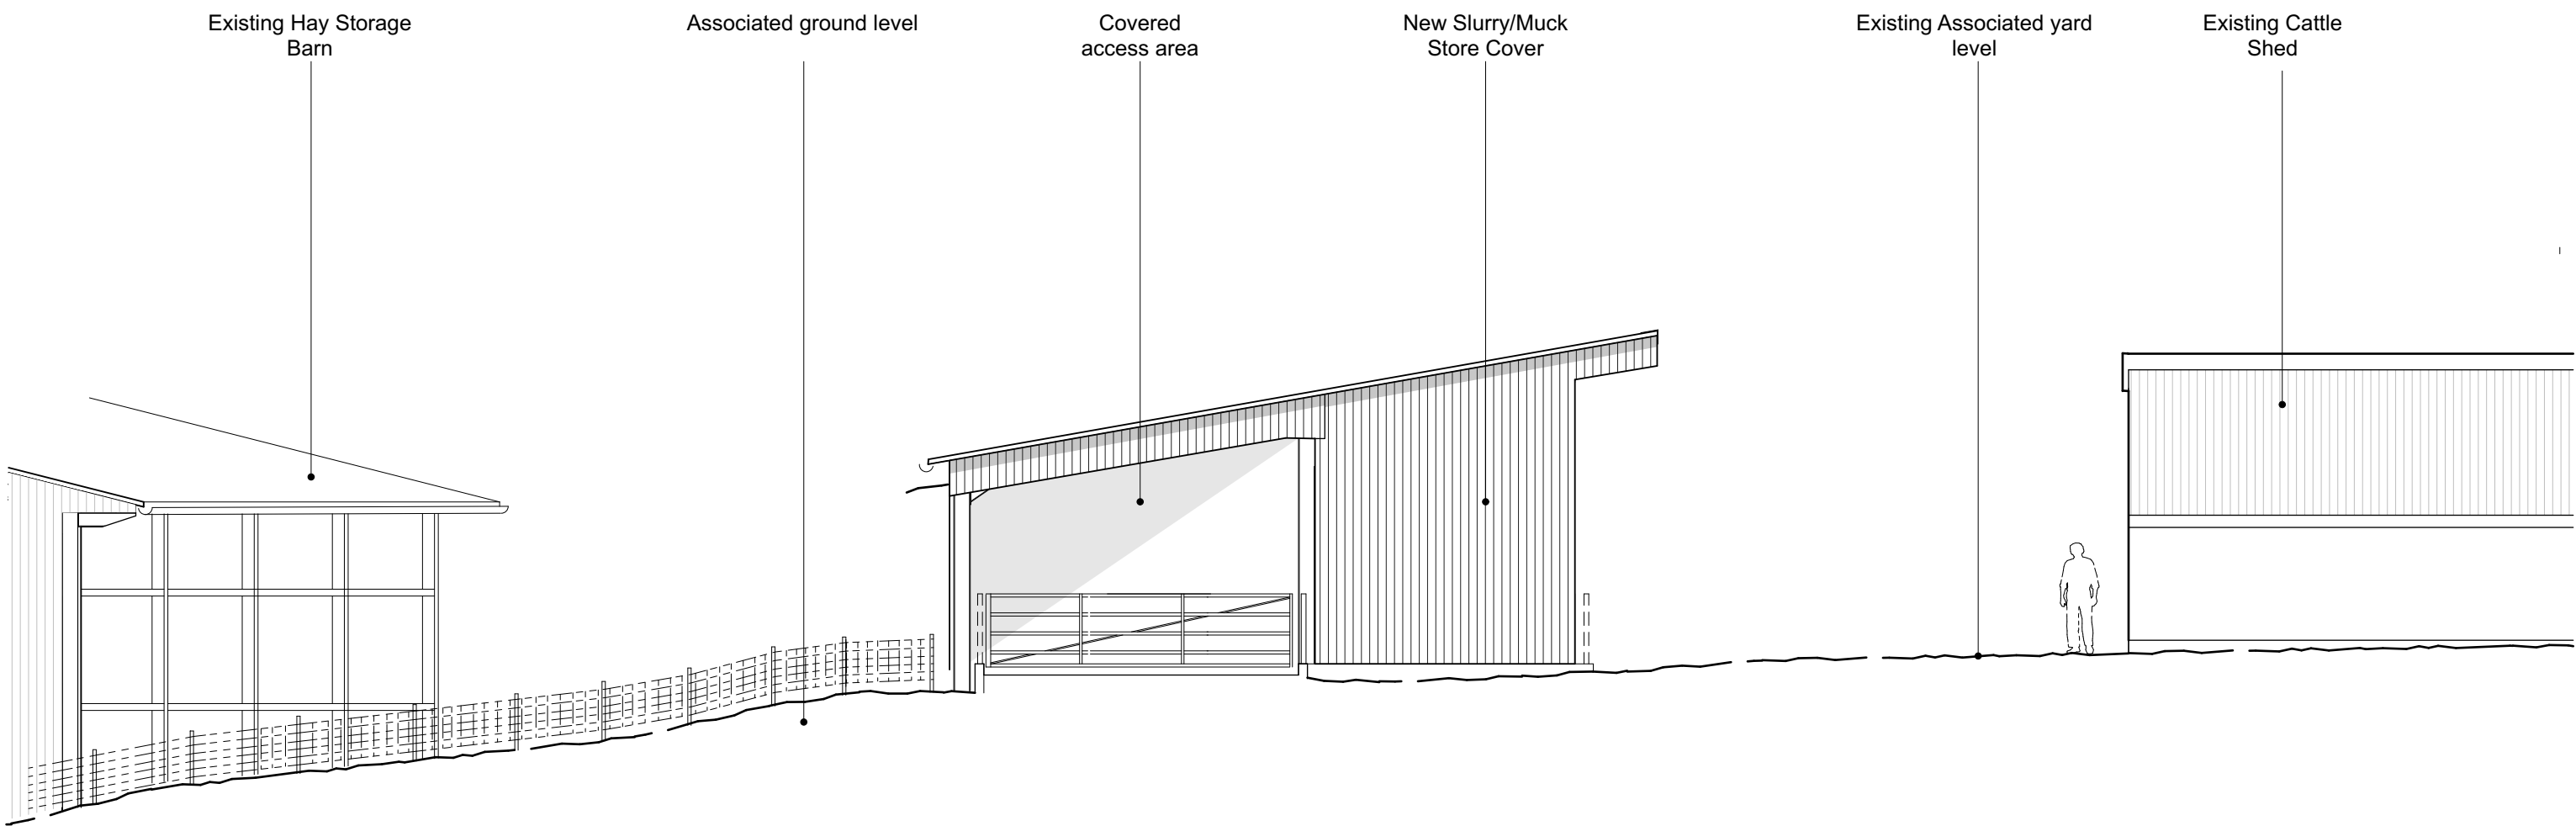 Existing Hay Storage
Barn
Associated ground level
Covered
access area
New Slurry/Muck
Store Cover
Existing Associated yard
level
Existing Cattle
Shed